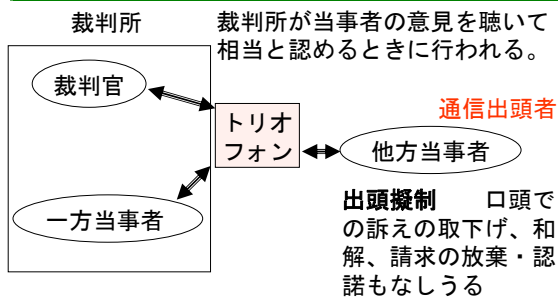 裁判所
裁判所が当事者の意見を聴いて
相当と認めるときに行われる。
裁判官
トリオ
フォン
通信出頭者
他方当事者
一方当事者
出頭擬制　　口頭で
の訴えの取下げ、和
解、請求の放棄・認
諾もなしうる